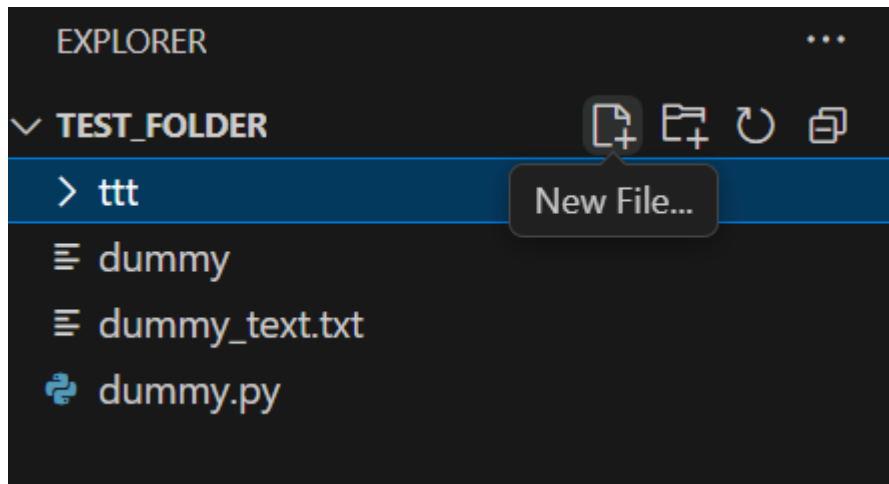 EXPLORER
TEST_FOLDER
ttt
New File...
dummy
dummy_text.txt
dummy.py